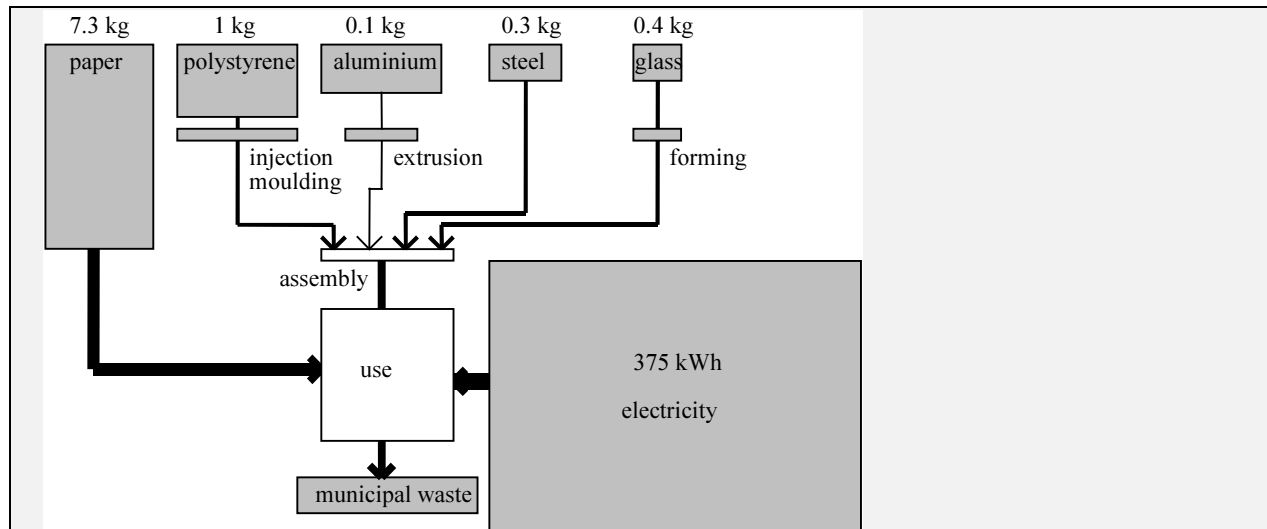 7.3 kg 1 kg 0.1 kg 0.3 kg 0.4 kg
paper polystyrene aluminium steel glass
injection
moulding
extrusion
forming
assembly
use
375 kWh
electricity
municipal waste